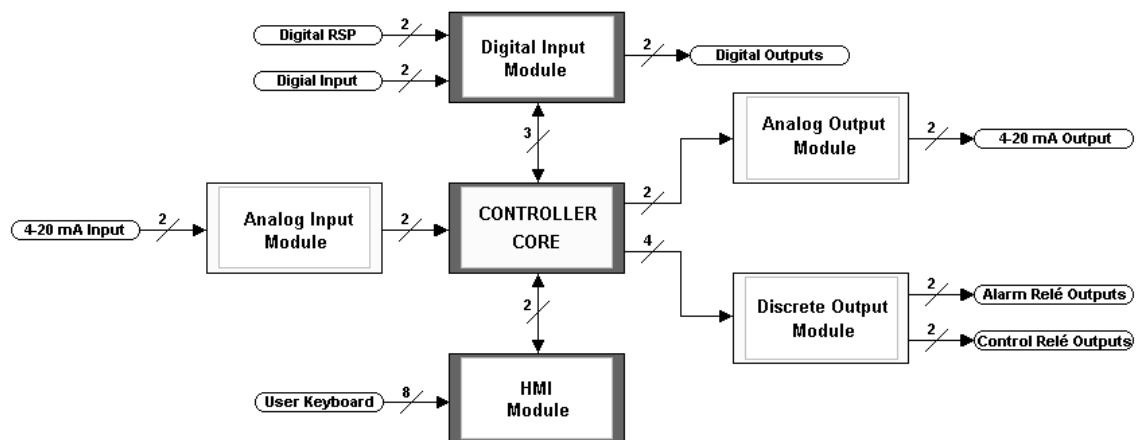 Digital RSP
2
Digital Input
Module
2
Digital Outputs
Digial Input
2
3
Analog Output
Module
2
4-20 mA Output
4-20 mA Input
2
Analog Input
Module
2
CONTROLLER
CORE
2
4
2
Discrete Output
Module
2
Alarm Relé Outputs
2
Control Relé Outputs
User Keyboard
8
HMI
Module